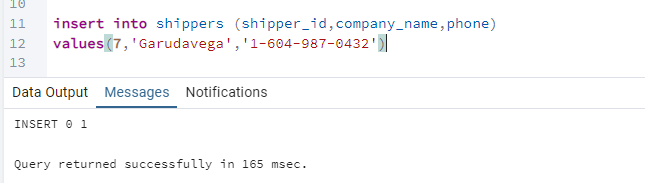 10
11 insert into shippers (shipper_id,company_name,phone)
12 values(7,'Garudavega','1-604-987-0432')
13
Data Output Messages Notifications
INSERT 0 1
Query returned successfully in 165 msec.